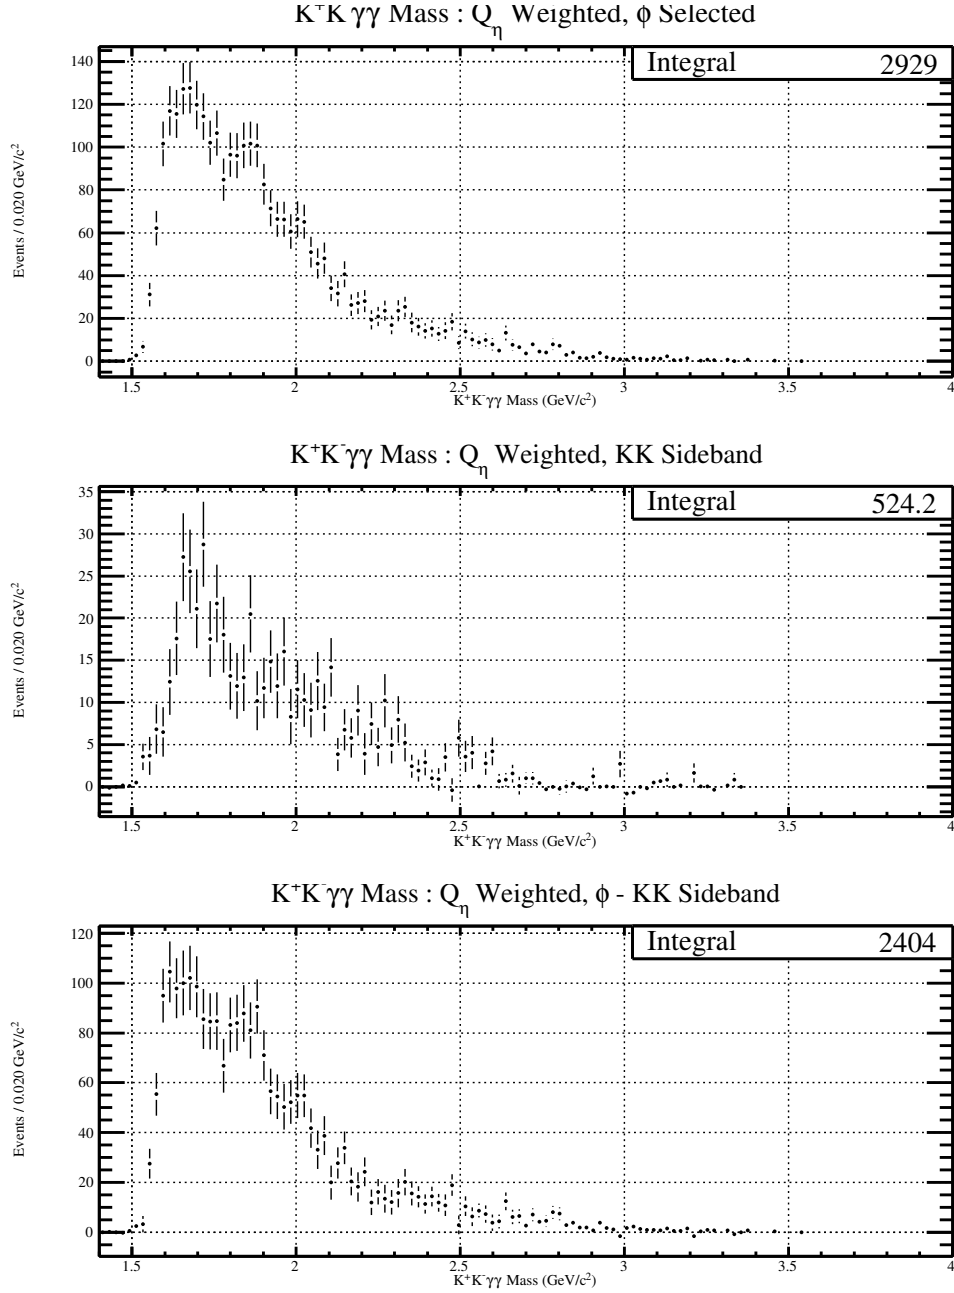 K⁺K⁻γγ Mass : Q_η Weighted, ϕ Selected
Integral 2929
140
120
100
80
60
40
20
0
Events / 0.020 GeV/c²
1.5 2 2.5 3 3.5 4
K⁺K⁻γγ Mass (GeV/c²)
K⁺K⁻γγ Mass : Q_η Weighted, KK Sideband
Integral 524.2
35
30
25
20
15
10
5
0
Events / 0.020 GeV/c²
1.5 2 2.5 3 3.5 4
K⁺K⁻γγ Mass (GeV/c²)
K⁺K⁻γγ Mass : Q_η Weighted, ϕ - KK Sideband
Integral 2404
120
100
80
60
40
20
0
Events / 0.020 GeV/c²
1.5 2 2.5 3 3.5 4
K⁺K⁻γγ Mass (GeV/c²)